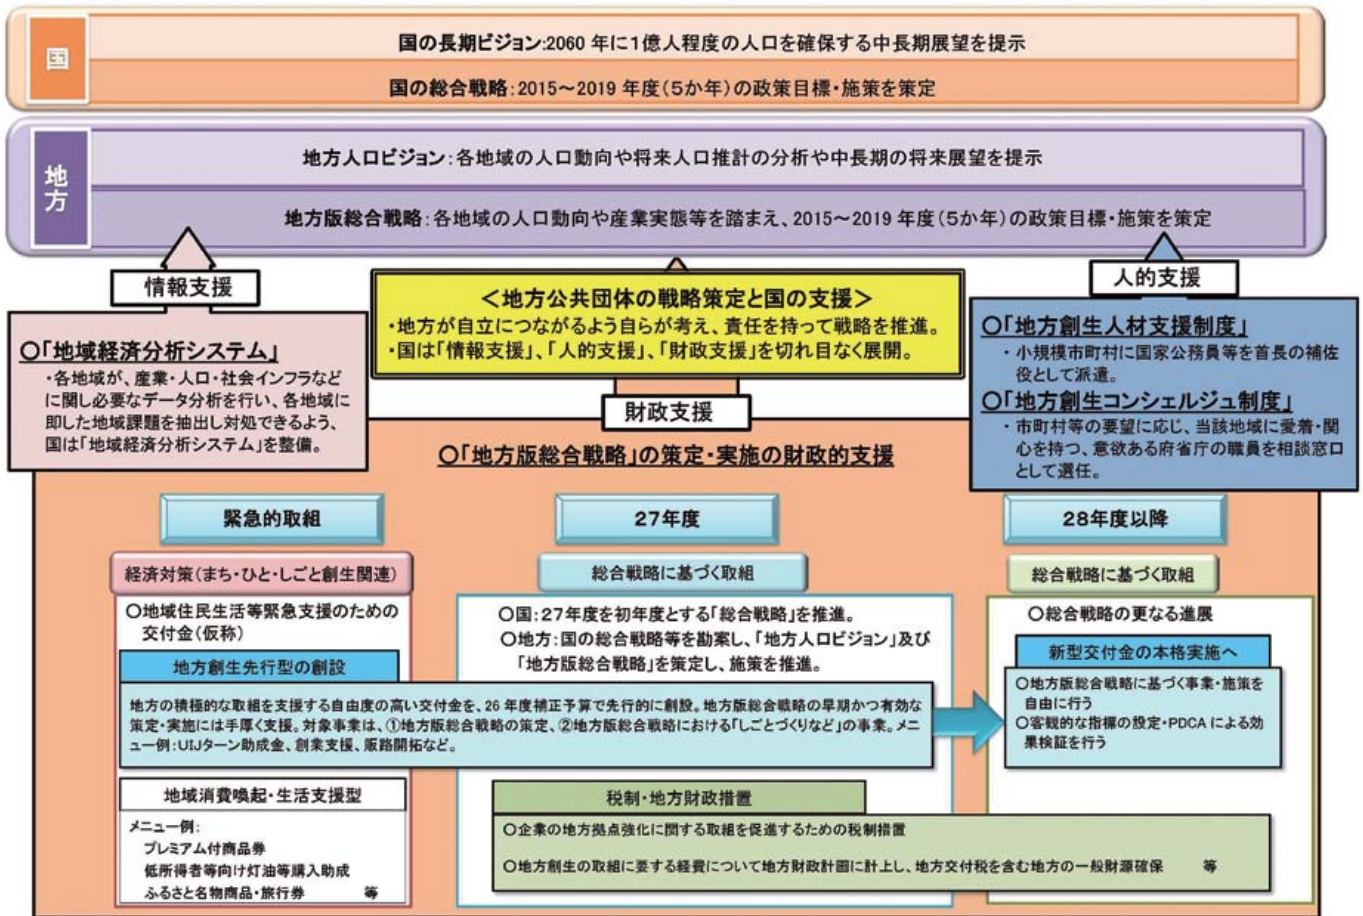 国
国の長期ビジョン:2060年に1億人程度の人口を確保する中長期展望を提示
国の総合戦略:2015～2019年度(5か年)の政策目標・施策を策定
地方
地方人口ビジョン:各地域の人口動向や将来人口推計の分析や中長期の将来展望を提示
地方版総合戦略:各地域の人口動向や産業実態等を踏まえ、2015～2019年度(5か年)の政策目標・施策を策定
情報支援
○「地域経済分析システム」
・各地域が、産業・人口・社会インフラなど
に関し必要なデータ分析を行い、各地域に
即した地域課題を抽出し対処できるよう、
国は「地域経済分析システム」を整備。
＜地方公共団体の戦略策定と国の支援＞
・地方が自立につながるよう自らが考え、責任を持って戦略を推進。
・国は「情報支援」、「人的支援」、「財政支援」を切れ目なく展開。
人的支援
○「地方創生人材支援制度」
・小規模市町村に国家公務員等を首長の補佐
役として派遣。
○「地方創生コンシェルジュ制度」
・市町村等の要望に応じ、当該地域に愛着・関
心を持つ、意欲ある府省庁の職員を相談窓口
として選任。
財政支援
○「地方版総合戦略」の策定・実施の財政的支援
緊急的取組
経済対策(まち・ひと・しごと創生関連)
○地域住民生活等緊急支援のための
交付金(仮称)
地方創生先行型の創設
地方の積極的な取組を支援する自由度の高い交付金を、26年度補正予算で先行的に創設。地方版総合戦略の早期かつ有効な
策定・実施には手厚く支援。対象事業は、①地方版総合戦略の策定、②地方版総合戦略における「しごとづくりなど」の事業。メニ
ュー例:UIJターン助成金、創業支援、販路開拓など。
地域消費喚起・生活支援型
メニュー例:
プレミアム付商品券
低所得者等向け灯油等購入助成
ふるさと名物商品・旅行券 等
27年度
総合戦略に基づく取組
○国:27年度を初年度とする「総合戦略」を推進。
○地方:国の総合戦略等を勘案し、「地方人口ビジョン」及び
「地方版総合戦略」を策定し、施策を推進。
税制・地方財政措置
○企業の地方拠点強化に関する取組を促進するための税制措置
○地方創生の取組に要する経費について地方財政計画に計上し、地方交付税を含む地方の一般財源確保 等
28年度以降
総合戦略に基づく取組
○総合戦略の更なる進展
新型交付金の本格実施へ
○地方版総合戦略に基づく事業・施策を
自由に行う
○客観的な指標の設定・PDCAによる効
果検証を行う